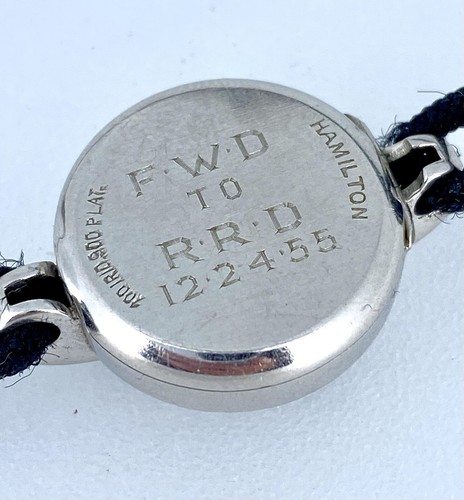 F·W·D
TO
R·R·D
12·24·55
HAMILTON
100 IRID 900 PLAT.